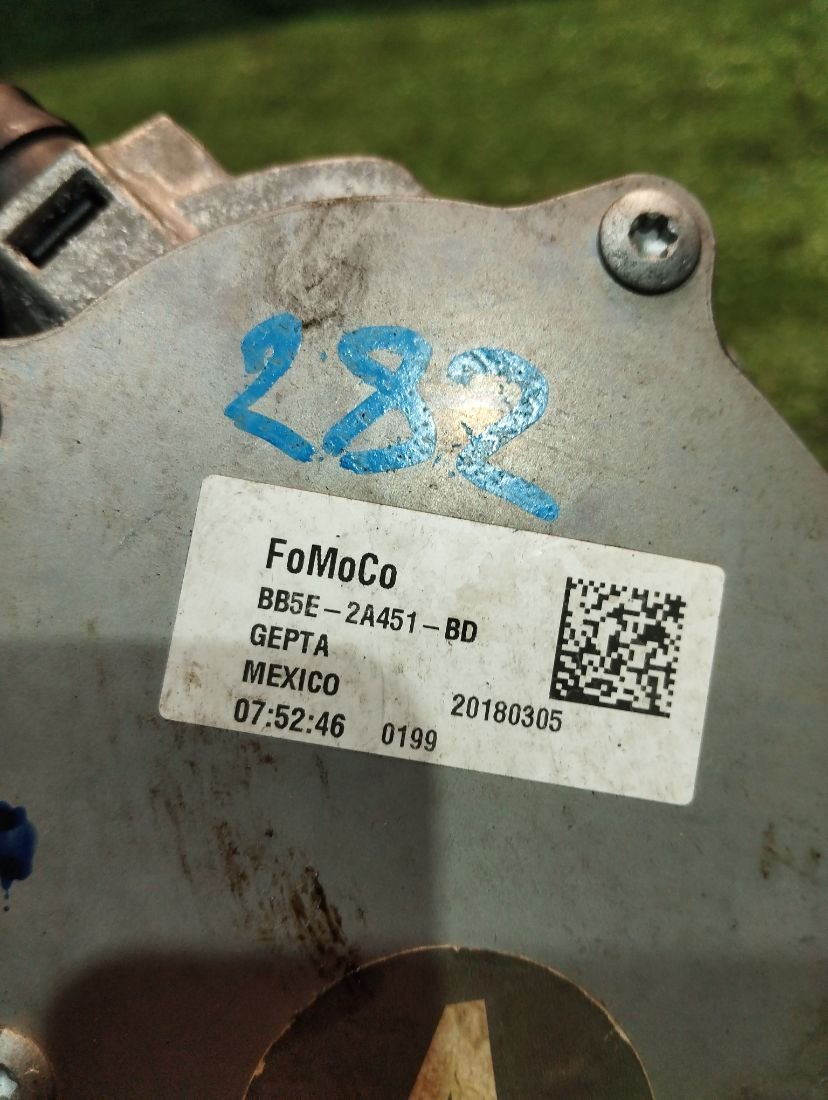 282
FoMoCo
BB5E-2A451-BD
GEPTA
MEXICO
07:52:46 0199 20180305